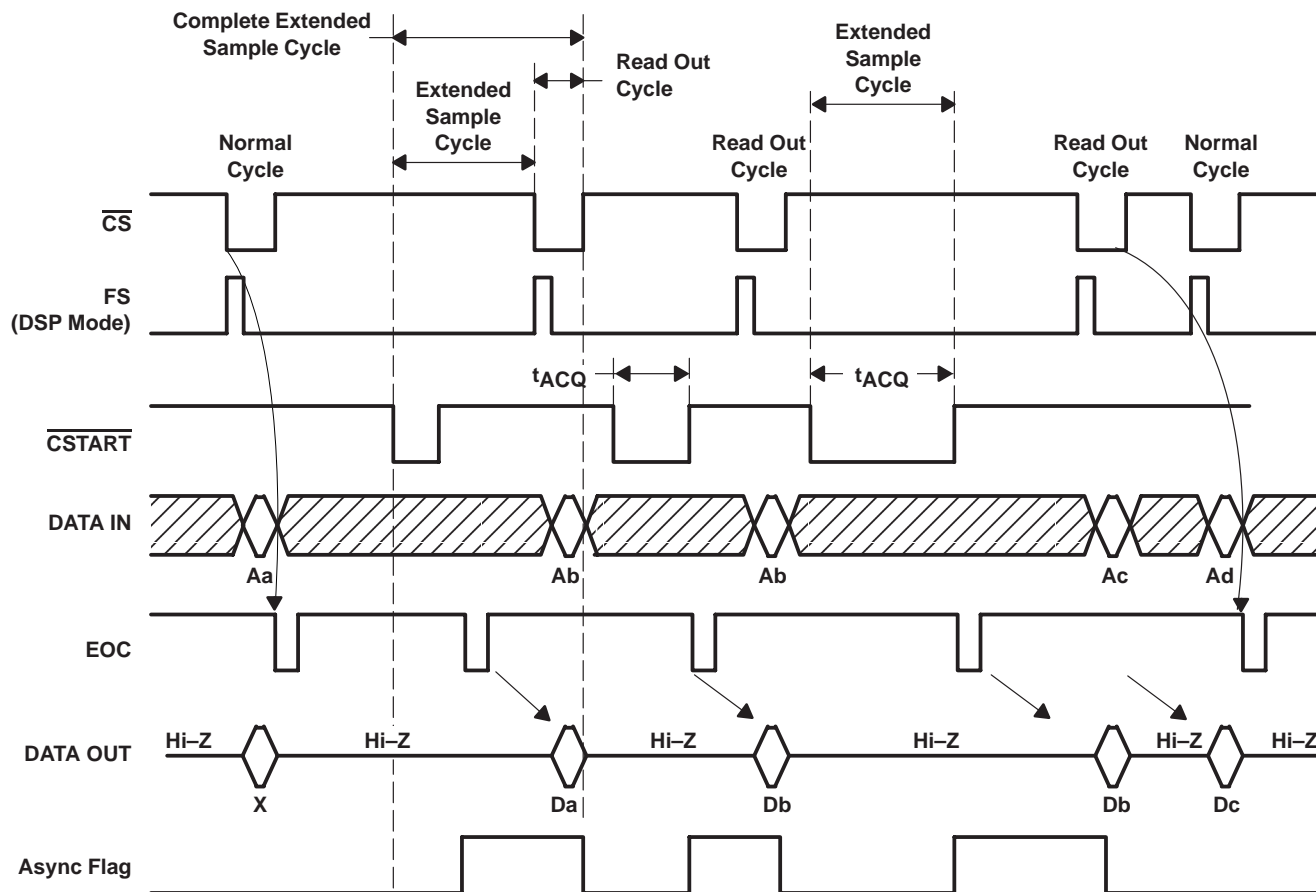 Complete Extended
Sample Cycle
Extended
Sample
Cycle
Read Out
Cycle
Extended
Sample
Cycle
Normal
Cycle
Read Out
Cycle
Read Out
Cycle
Normal
Cycle
CS
FS
(DSP Mode)
tACQ
tACQ
CSTART
DATA IN
Aa
Ab
Ab
Ac
Ad
EOC
Hi–Z
Hi–Z
Hi–Z
Hi–Z
Hi–Z
Hi–Z
DATA OUT
X
Da
Db
Db
Dc
Async Flag